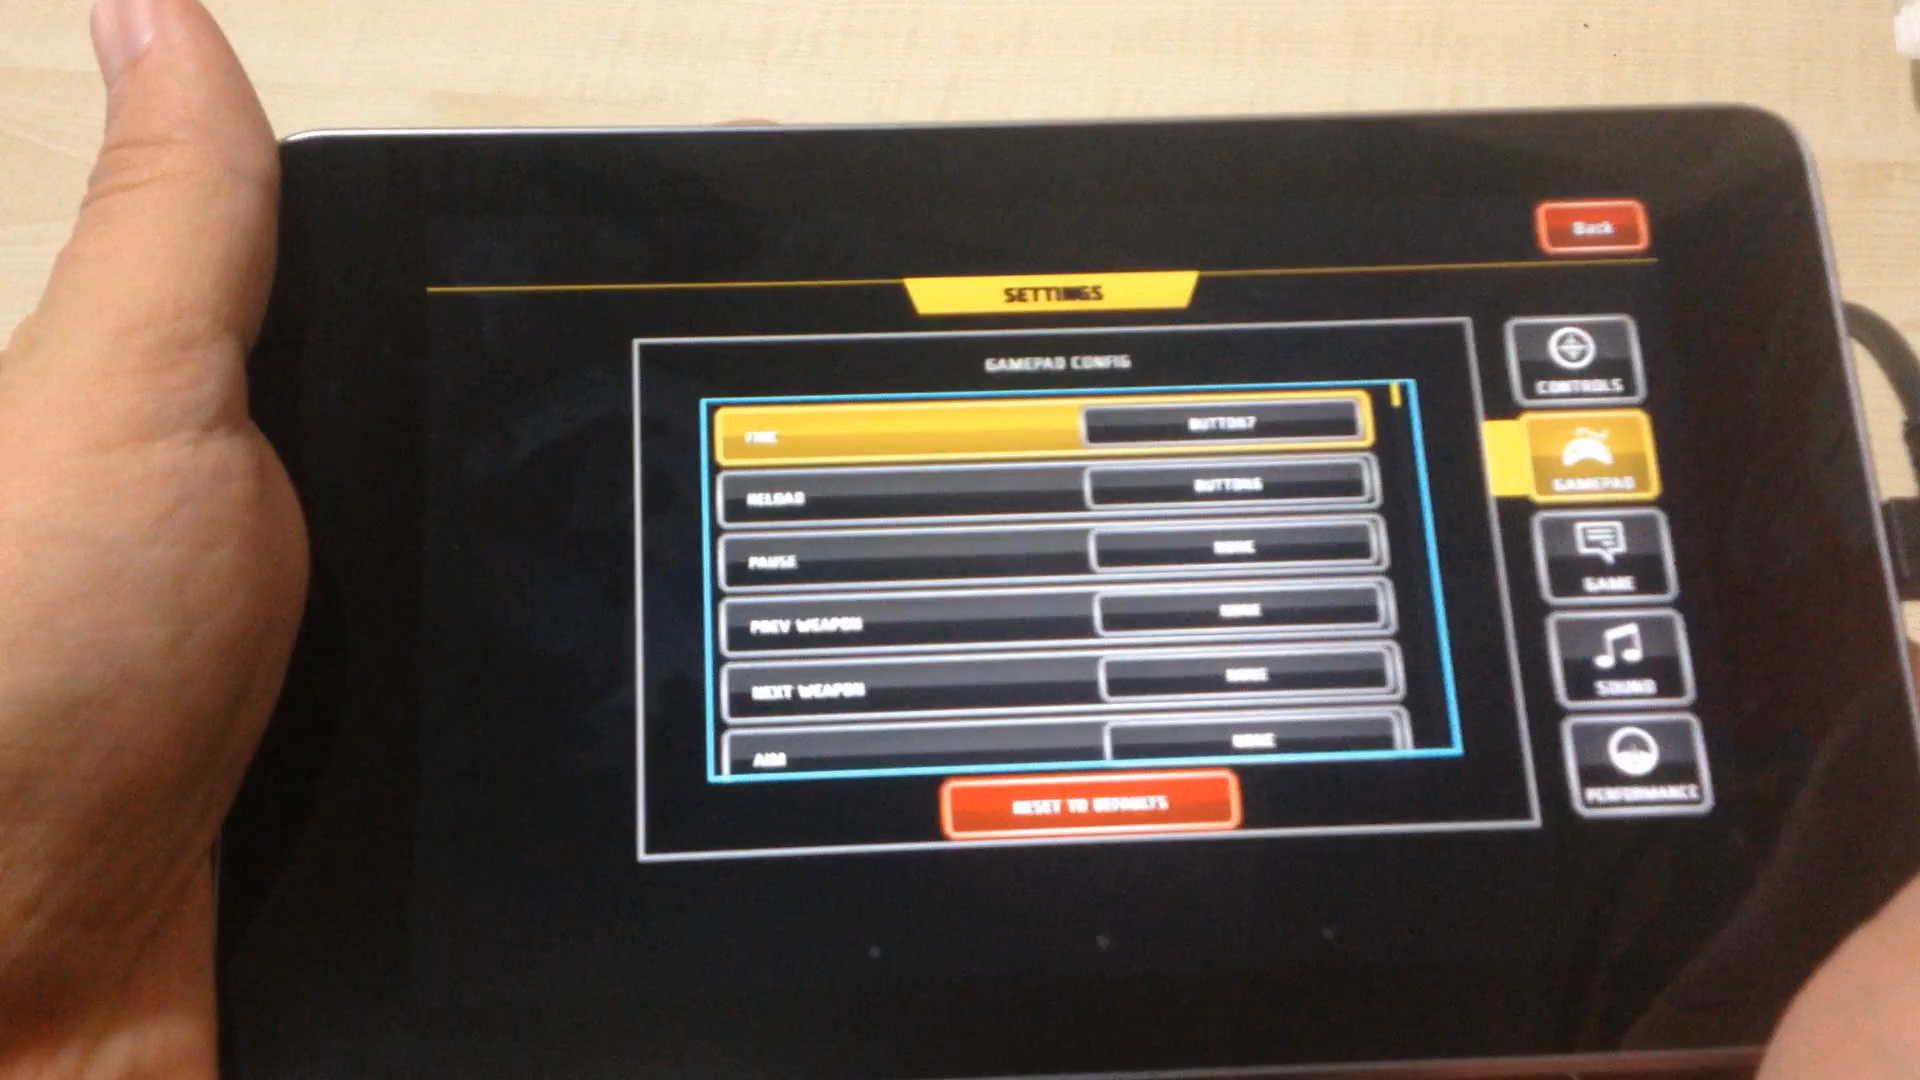 Back
SETTINGS
GAMEPAD CONFIG
FIRE BUTTON7
RELOAD BUTTON6
PAUSE NONE
PREV WEAPON NONE
NEXT WEAPON NONE
AIM NONE
RESET TO DEFAULTS
CONTROLS
GAMEPAD
GAME
SOUND
PERFORMANCE